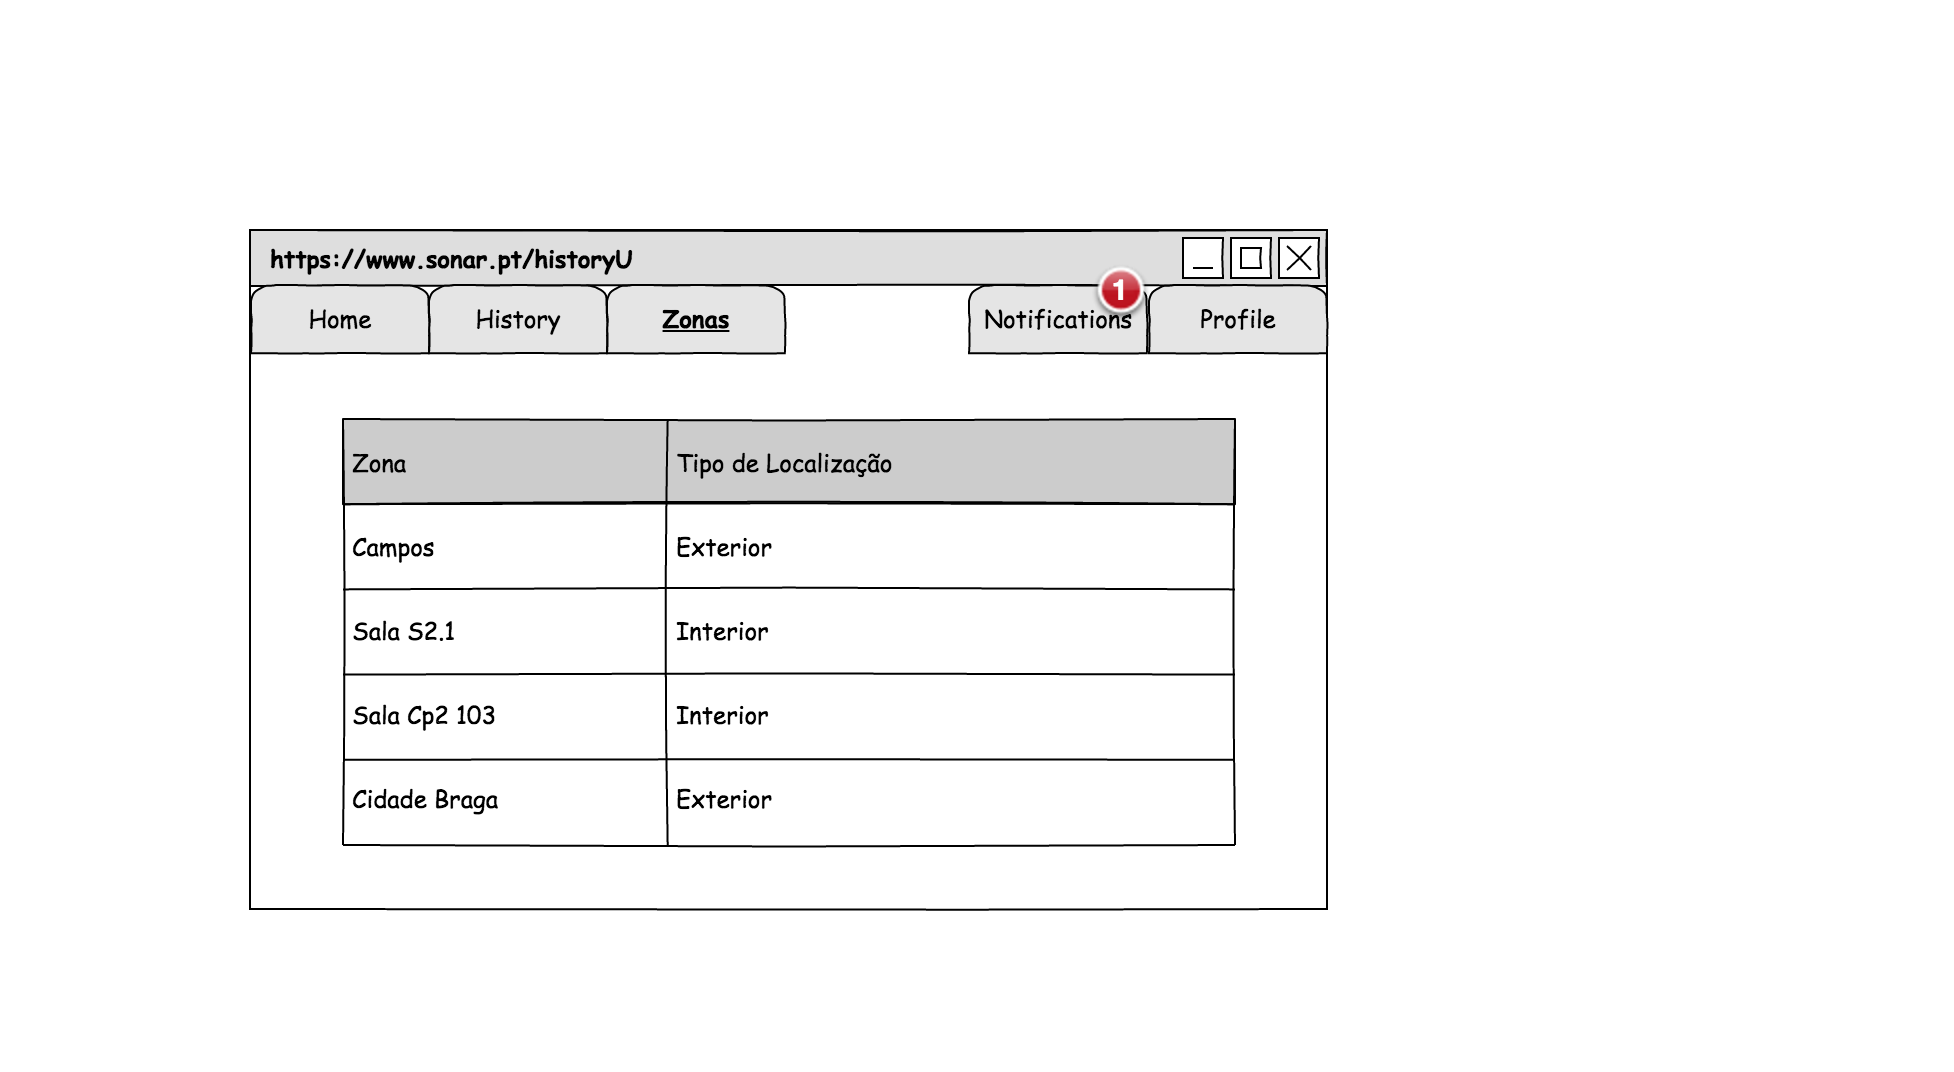 https://www.sonar.pt/historyU
1
Home History Zonas Notifications Profile
Zona Tipo de Localização
Campos Exterior
Sala S2.1 Interior
Sala Cp2 103 Interior
Cidade Braga Exterior